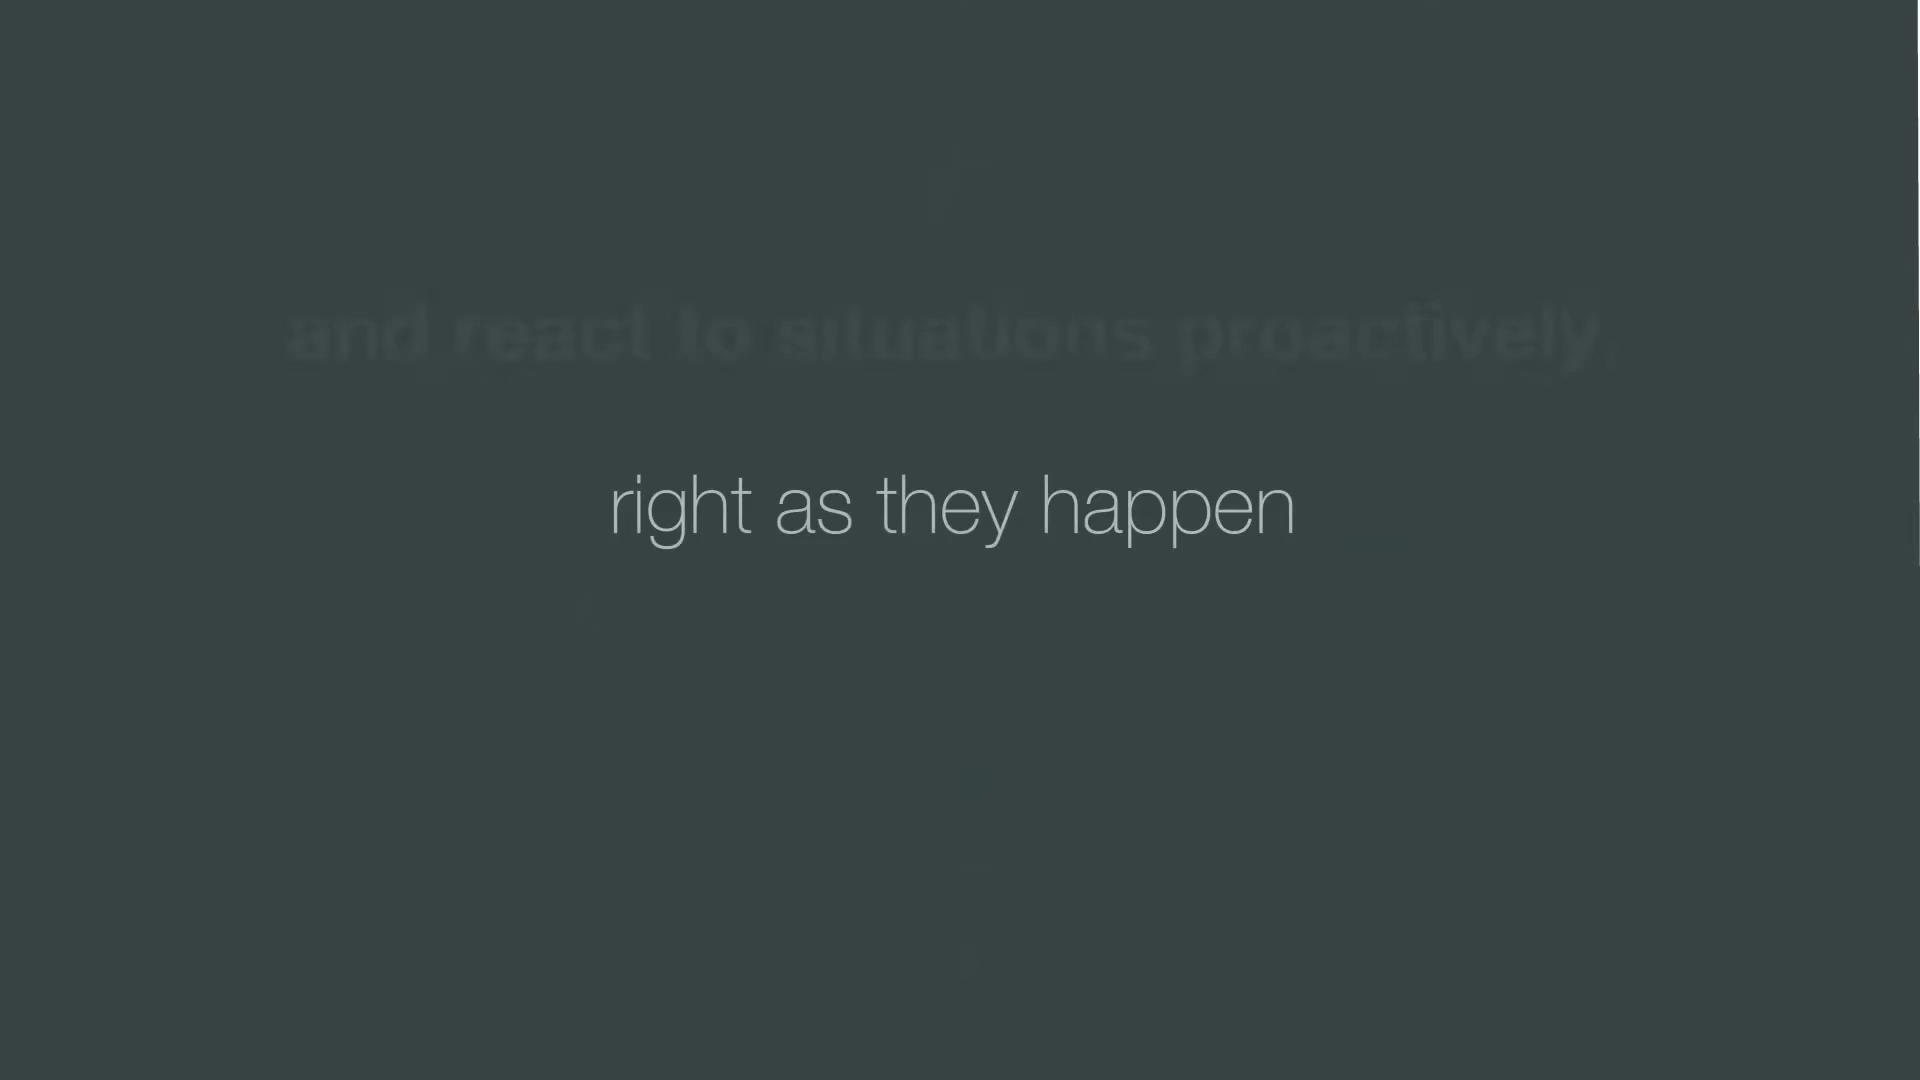 and react to situations proactively,
right as they happen